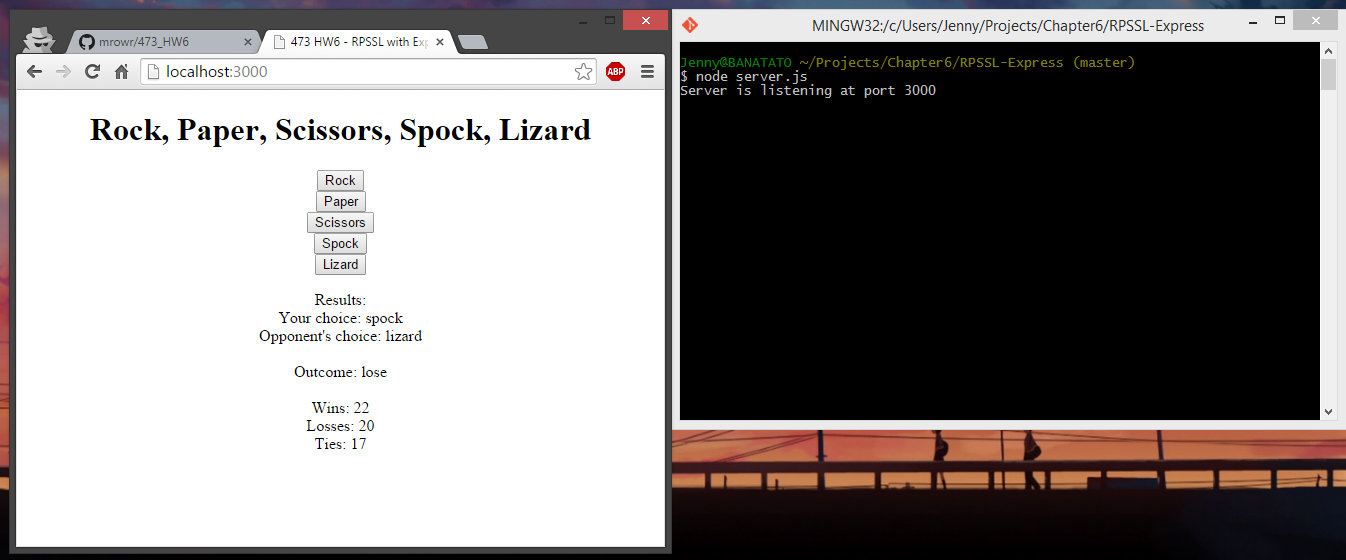 mrowr/473_HW6
473 HW6 - RPSSL with Exp
localhost:3000
ABP
Rock, Paper, Scissors, Spock, Lizard
Rock
Paper
Scissors
Spock
Lizard
Results:
Your choice: spock
Opponent's choice: lizard
Outcome: lose
Wins: 22
Losses: 20
Ties: 17
MINGW32:/c/Users/Jenny/Projects/Chapter6/RPSSL-Express
Jenny@BANATATO ~/Projects/Chapter6/RPSSL-Express (master)
$ node server.js
Server is listening at port 3000